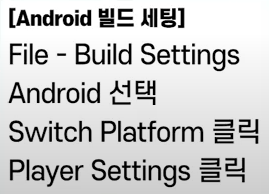 [Android 빌드 세팅]
File - Build Settings
Android 선택
Switch Platform 클릭
Player Settings 클릭